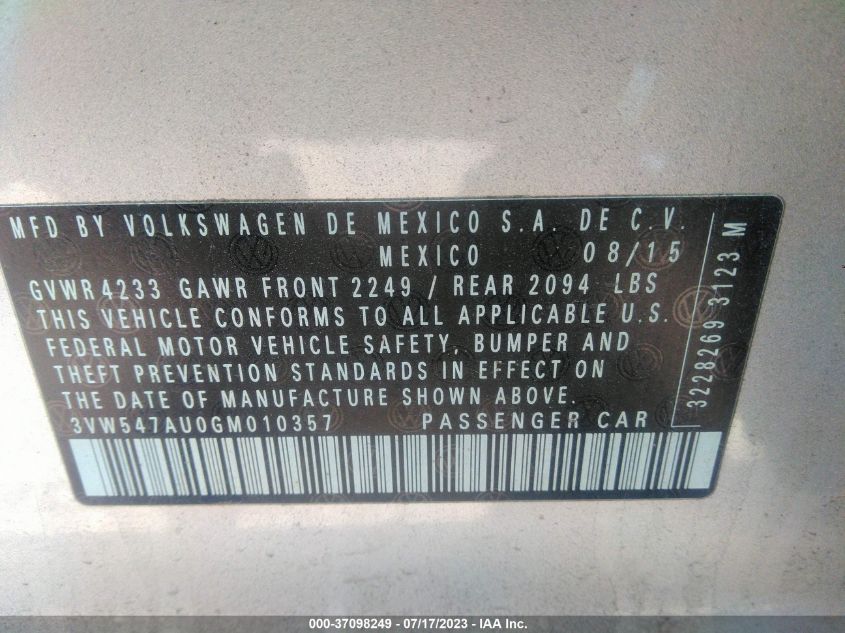 MFD BY VOLKSWAGEN DE MEXICO S.A. DE C.V.
MEXICO 08/15
GVWR4233 GAWR FRONT 2249 / REAR 2094 LBS
THIS VEHICLE CONFORMS TO ALL APPLICABLE U.S.
FEDERAL MOTOR VEHICLE SAFETY, BUMPER AND
THEFT PREVENTION STANDARDS IN EFFECT ON
THE DATE OF MANUFACTURE SHOWN ABOVE.
3VW547AU0GM010357 PASSENGER CAR
3228269 3123 M
000-37098249 - 07/17/2023 - IAA Inc.